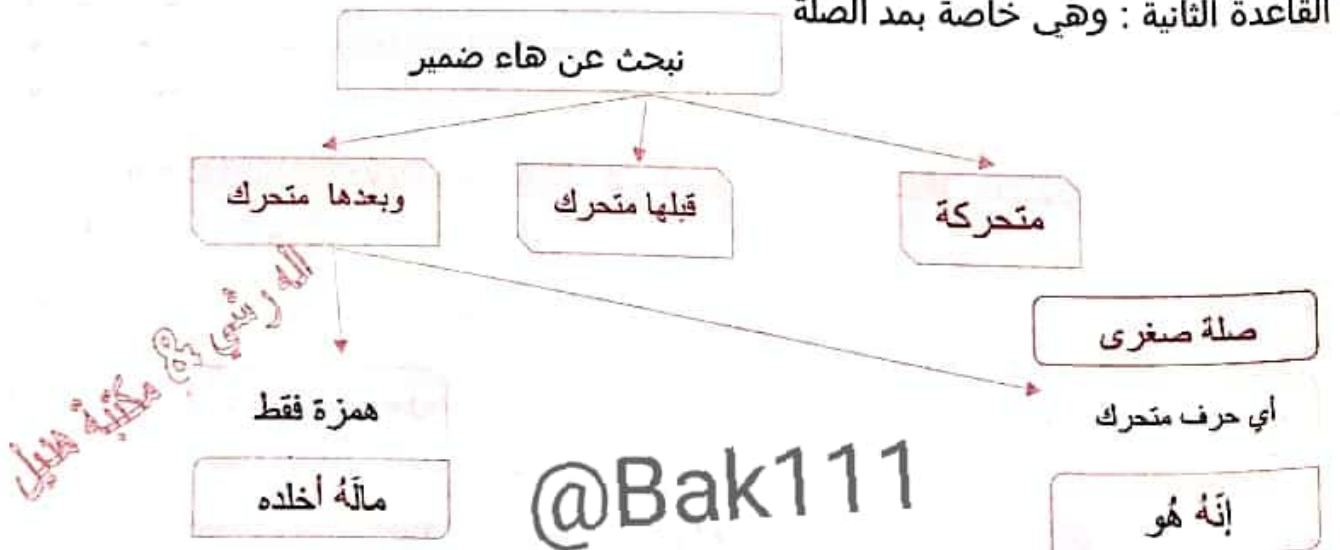 القاعدة الثانية : وهي خاصة بمد الصلة
نبحث عن هاء ضمير
متحركة
قبلها متحرك
وبعدها متحرك
صلة صغرى
أي حرف متحرك
إنَهُ هُو
همزة فقط
مالَهُ أخلده
& مكتبة
@Bak111